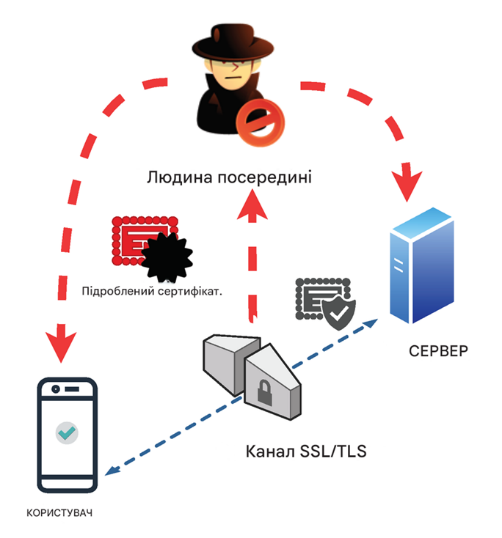 Людина посередині
Підроблений сертифікат.
СЕРВЕР
Канал SSL/TLS
КОРИСТУВАЧ